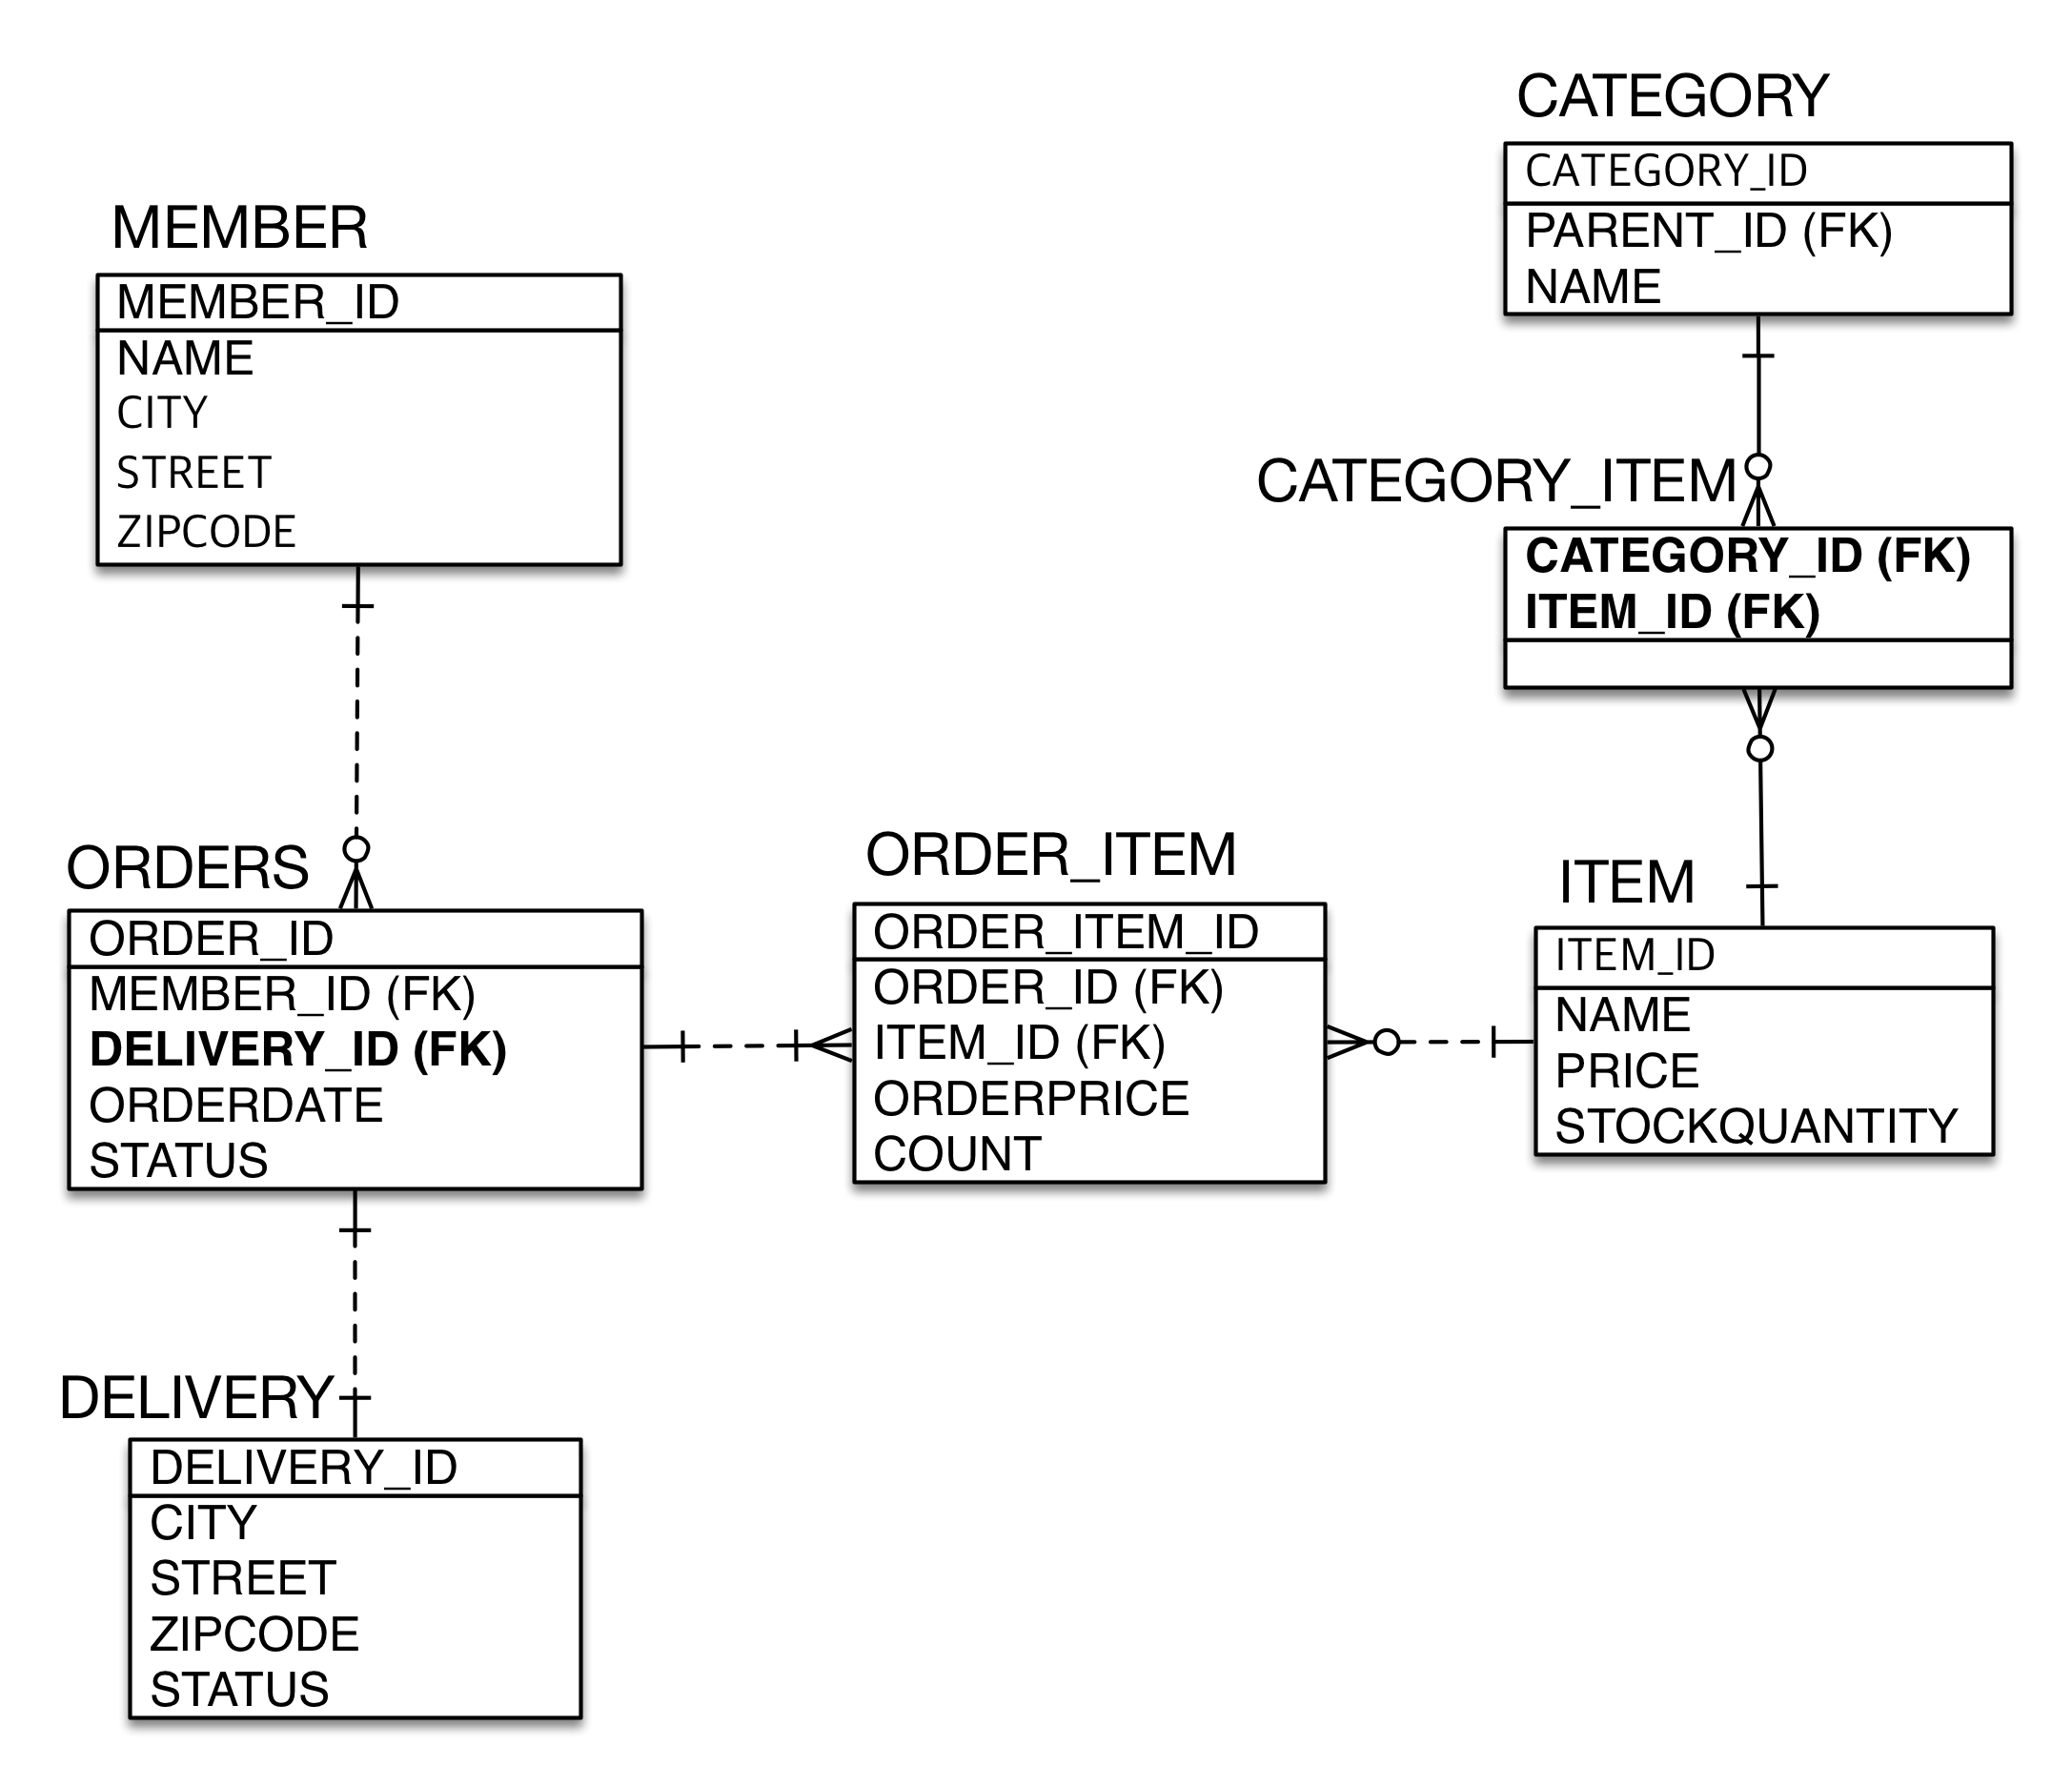 CATEGORY
CATEGORY_ID
PARENT_ID (FK)
NAME
MEMBER
MEMBER_ID
NAME
CITY
STREET
ZIPCODE
CATEGORY_ITEM
CATEGORY_ID (FK)
ITEM_ID (FK)
ORDERS
ORDER_ID
MEMBER_ID (FK)
DELIVERY_ID (FK)
ORDERDATE
STATUS
ORDER_ITEM
ORDER_ITEM_ID
ORDER_ID (FK)
ITEM_ID (FK)
ORDERPRICE
COUNT
ITEM
ITEM_ID
NAME
PRICE
STOCKQUANTITY
DELIVERY
DELIVERY_ID
CITY
STREET
ZIPCODE
STATUS